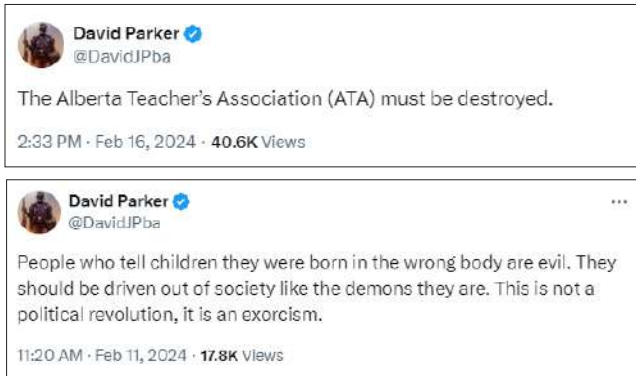 David Parker
@DavidJPba
The Alberta Teacher's Association (ATA) must be destroyed.
2:33 PM · Feb 16, 2024 · 40.6K Views
David Parker
@DavidJPba
People who tell children they were born in the wrong body are evil. They
should be driven out of society like the demons they are. This is not a
political revolution, it is an exorcism.
11:20 AM · Feb 11, 2024 · 17.8K Views